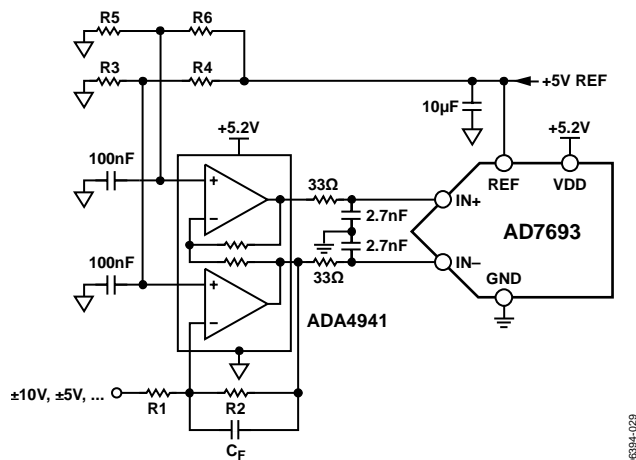 R5
R6
R3
R4
+5V REF
10µF
+5.2V
+5.2V
100nF
REF
VDD
+
33Ω
IN+
–
2.7nF
AD7693
2.7nF
100nF
33Ω
IN–
+
GND
–
ADA4941
±10V, ±5V, ...
R1
R2
CF
06394-029